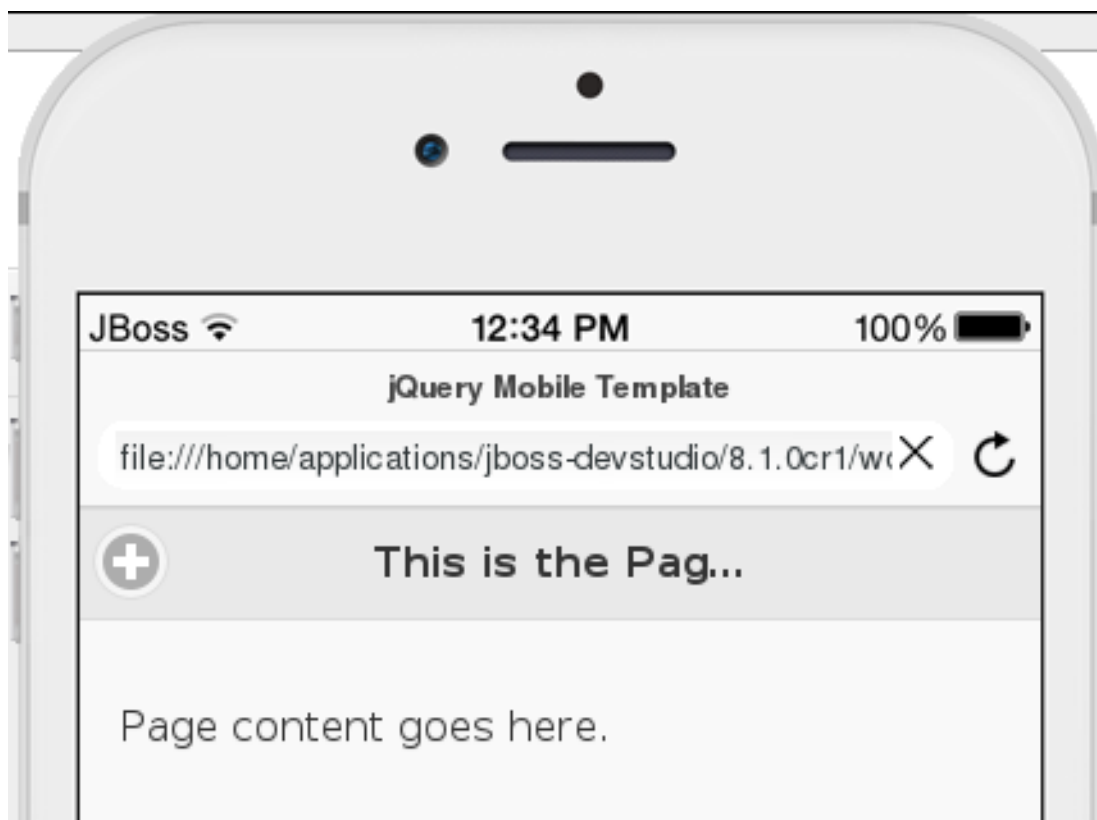 JBoss 12:34 PM 100%
jQuery Mobile Template
file:///home/applications/jboss-devstudio/8.1.0cr1/
This is the Pag...
Page content goes here.